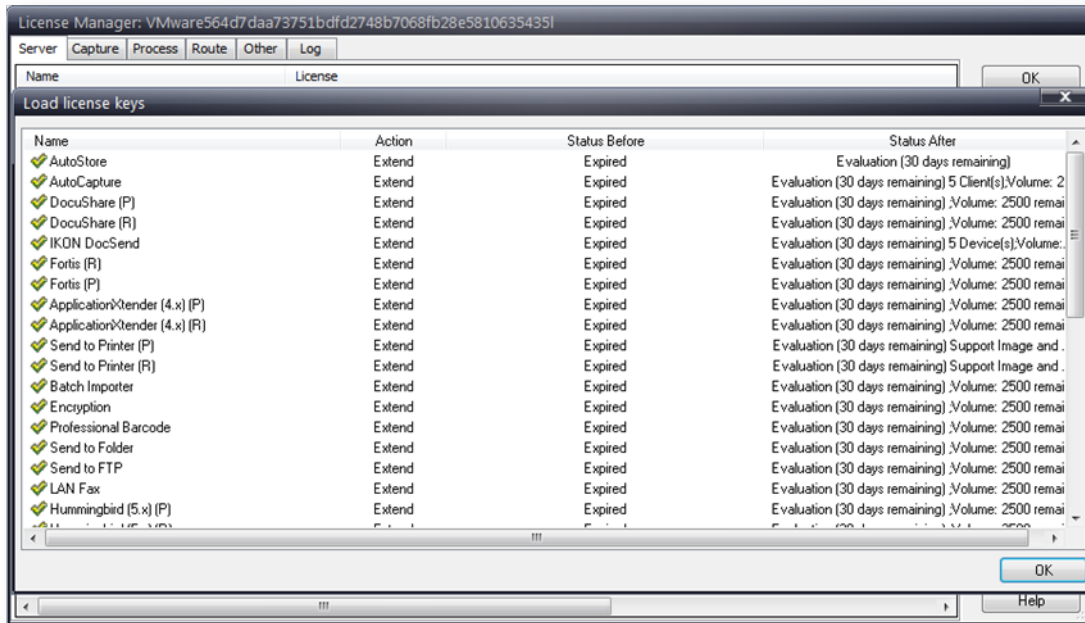 License Manager: VMware564d7daa73751bdfd2748b7068fb28e5810635435l
Server Capture Process Route Other Log
Name License
OK
Load license keys
Name Action Status Before Status After
AutoStore Extend Expired Evaluation (30 days remaining)
AutoCapture Extend Expired Evaluation (30 days remaining) 5 Client(s);Volume: 2
DocuShare (P) Extend Expired Evaluation (30 days remaining) ;Volume: 2500 remai
DocuShare (R) Extend Expired Evaluation (30 days remaining) ;Volume: 2500 remai
IKON DocSend Extend Expired Evaluation (30 days remaining) 5 Device(s);Volume:.
Fortis (R) Extend Expired Evaluation (30 days remaining) ;Volume: 2500 remai
Fortis (P) Extend Expired Evaluation (30 days remaining) ;Volume: 2500 remai
ApplicationXtender (4.x) (P) Extend Expired Evaluation (30 days remaining) ;Volume: 2500 remai
ApplicationXtender (4.x) (R) Extend Expired Evaluation (30 days remaining) ;Volume: 2500 remai
Send to Printer (P) Extend Expired Evaluation (30 days remaining) Support Image and .
Send to Printer (R) Extend Expired Evaluation (30 days remaining) Support Image and .
Batch Importer Extend Expired Evaluation (30 days remaining) ;Volume: 2500 remai
Encryption Extend Expired Evaluation (30 days remaining) ;Volume: 2500 remai
Professional Barcode Extend Expired Evaluation (30 days remaining) ;Volume: 2500 remai
Send to Folder Extend Expired Evaluation (30 days remaining) ;Volume: 2500 remai
Send to FTP Extend Expired Evaluation (30 days remaining) ;Volume: 2500 remai
LAN Fax Extend Expired Evaluation (30 days remaining) ;Volume: 2500 remai
Hummingbird (5.x) (P) Extend Expired Evaluation (30 days remaining) ;Volume: 2500 remai
OK
Help